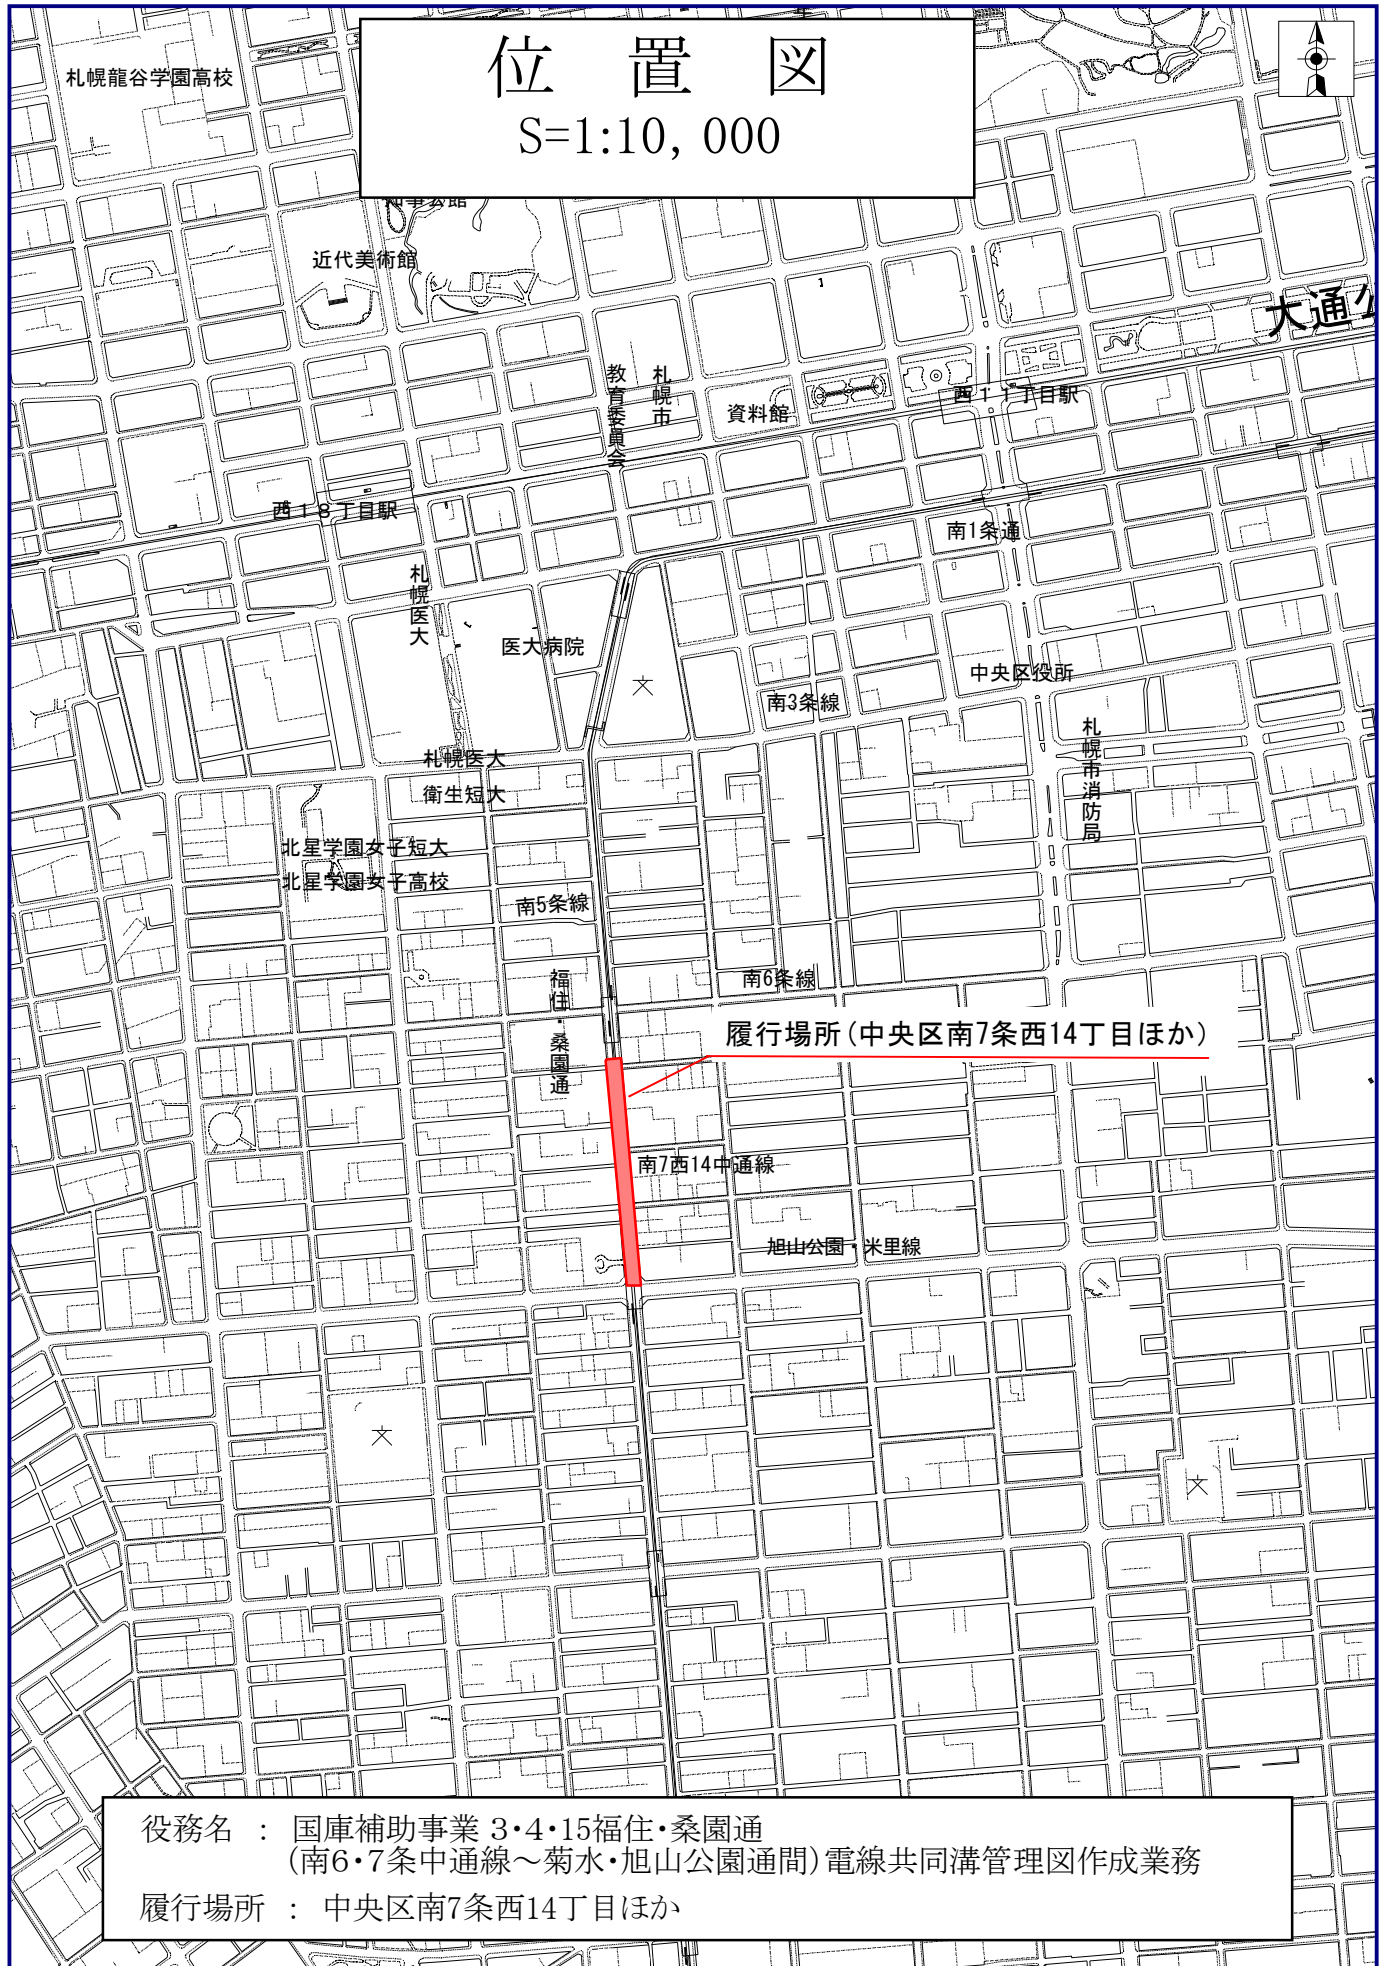 位 置 図
S=1:10,000
札幌龍谷学園高校
知事公館
近代美術館
大通公
教育委員会
札幌市
資料館
西11丁目駅
西18丁目駅
南1条通
札幌医大
医大病院
中央区役所
南3条線
札幌市消防局
札幌医大
衛生短大
北星学園女子短大
北星学園女子高校
南5条線
福住・桑園通
南6条線
履行場所(中央区南7条西14丁目ほか)
南7西14中通線
旭山公園・米里線
役務名 : 国庫補助事業 3・4・15福住・桑園通
(南6・7条中通線~菊水・旭山公園通間)電線共同溝管理図作成業務
履行場所 : 中央区南7条西14丁目ほか